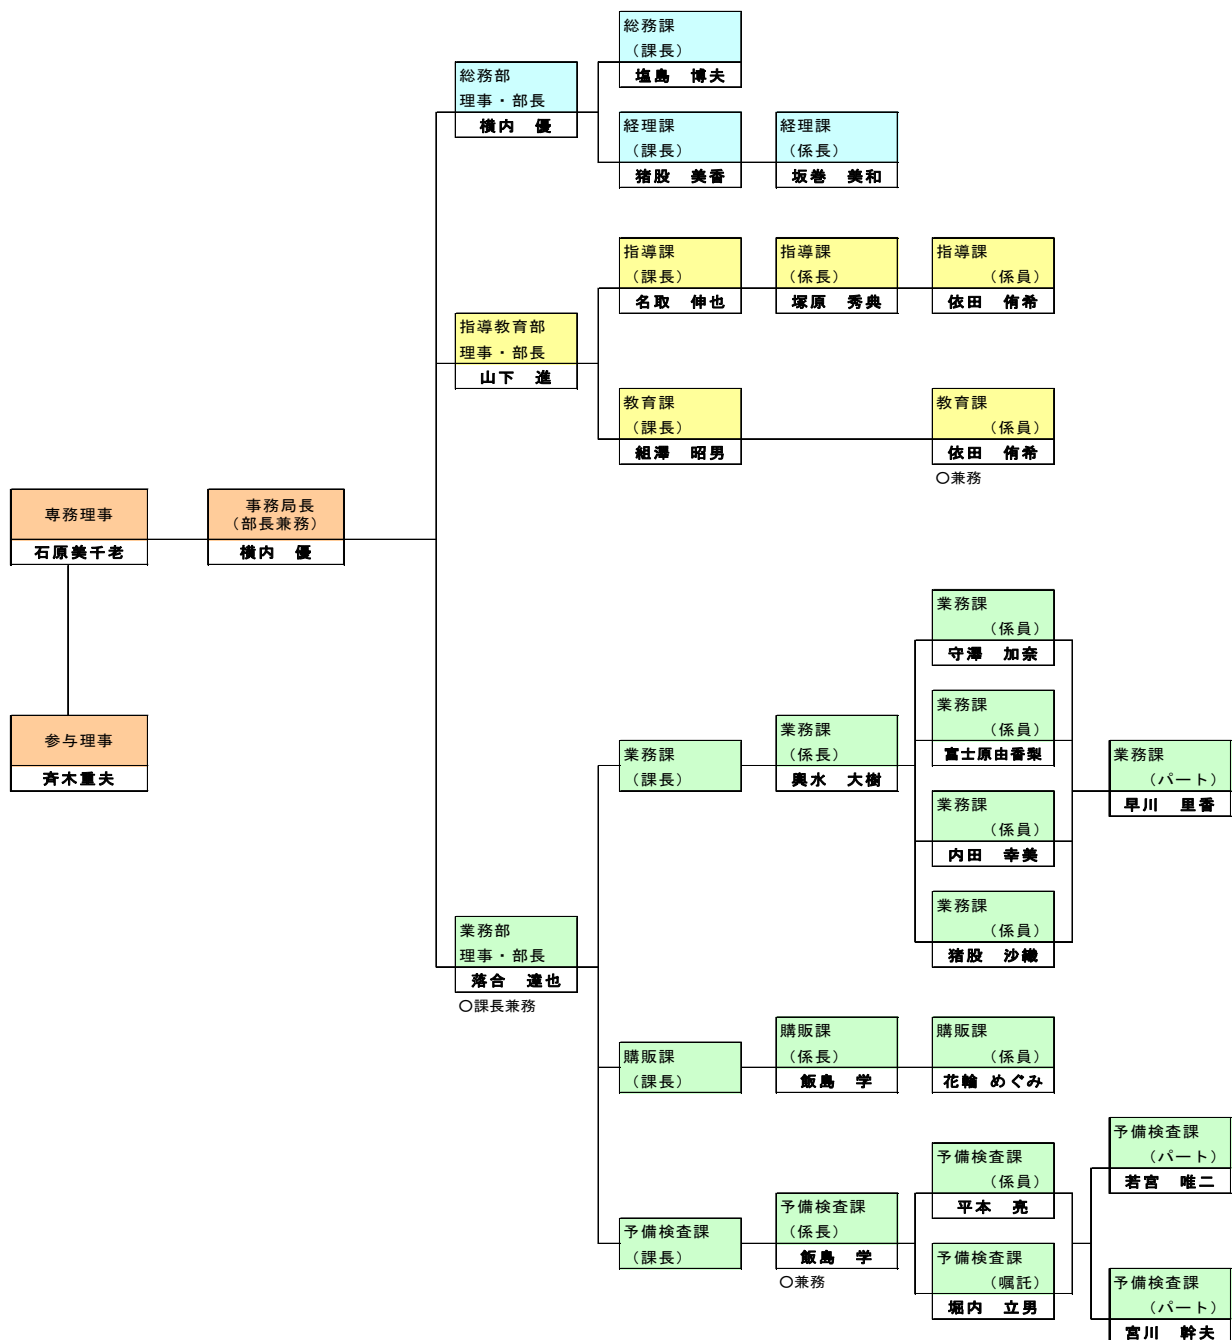 総務課
（課長）
塩島　博夫
総務部
理事・部長
横内　優
経理課
（課長）
猪股　美香
経理課
（係長）
坂巻　美和
指導課
（課長）
名取　伸也
指導課
（係長）
塚原　秀典
指導課
（係員）
依田　侑希
指導教育部
理事・部長
山下　進
教育課
（課長）
組澤　昭男
教育課
（係員）
依田　侑希
○兼務
専務理事
石原美千老
事務局長
（部長兼務）
横内　優
参与理事
斉木重夫
業務課
（係員）
守澤　加奈
業務課
（係員）
富士原由香梨
業務課
（課長）
業務課
（係長）
輿水　大樹
業務課
（パート）
早川　里香
業務課
（係員）
内田　幸美
業務課
（係員）
猪股　沙織
業務部
理事・部長
落合　達也
○課長兼務
購販課
（課長）
購販課
（係長）
飯島　学
購販課
（係員）
花輪 めぐみ
予備検査課
（パート）
若宮　唯二
予備検査課
（係員）
平本　亮
予備検査課
（課長）
予備検査課
（係長）
飯島　学
○兼務
予備検査課
（嘱託）
堀内　立男
予備検査課
（パート）
宮川　幹夫